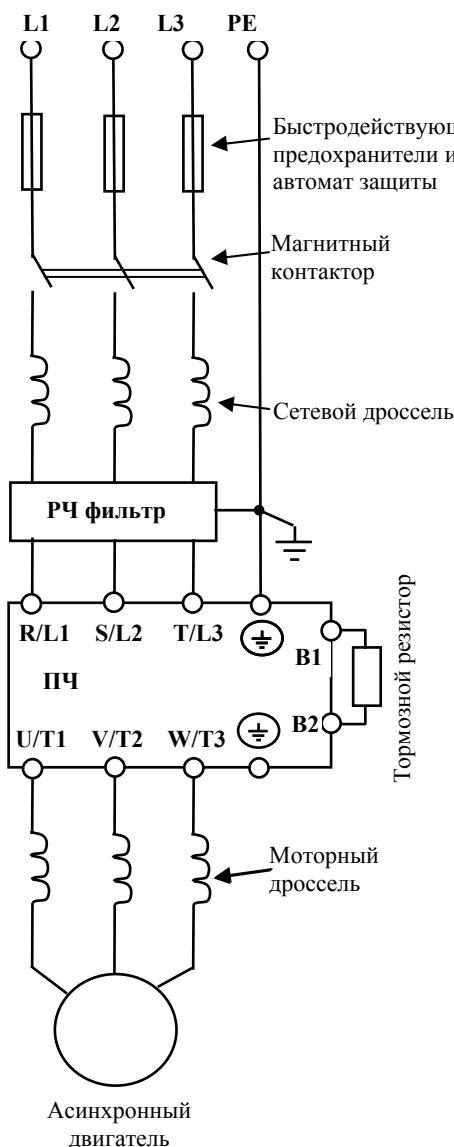 L1 L2 L3 PE
Быстродействующ
предохранители и
автомат защиты
Магнитный
контактор
Сетевой дроссель
РЧ фильтр
R/L1 S/L2 T/L3
B1
Тормозной резистор
ПЧ
B2
U/T1 V/T2 W/T3
Моторный
дроссель
Асинхронный
двигатель